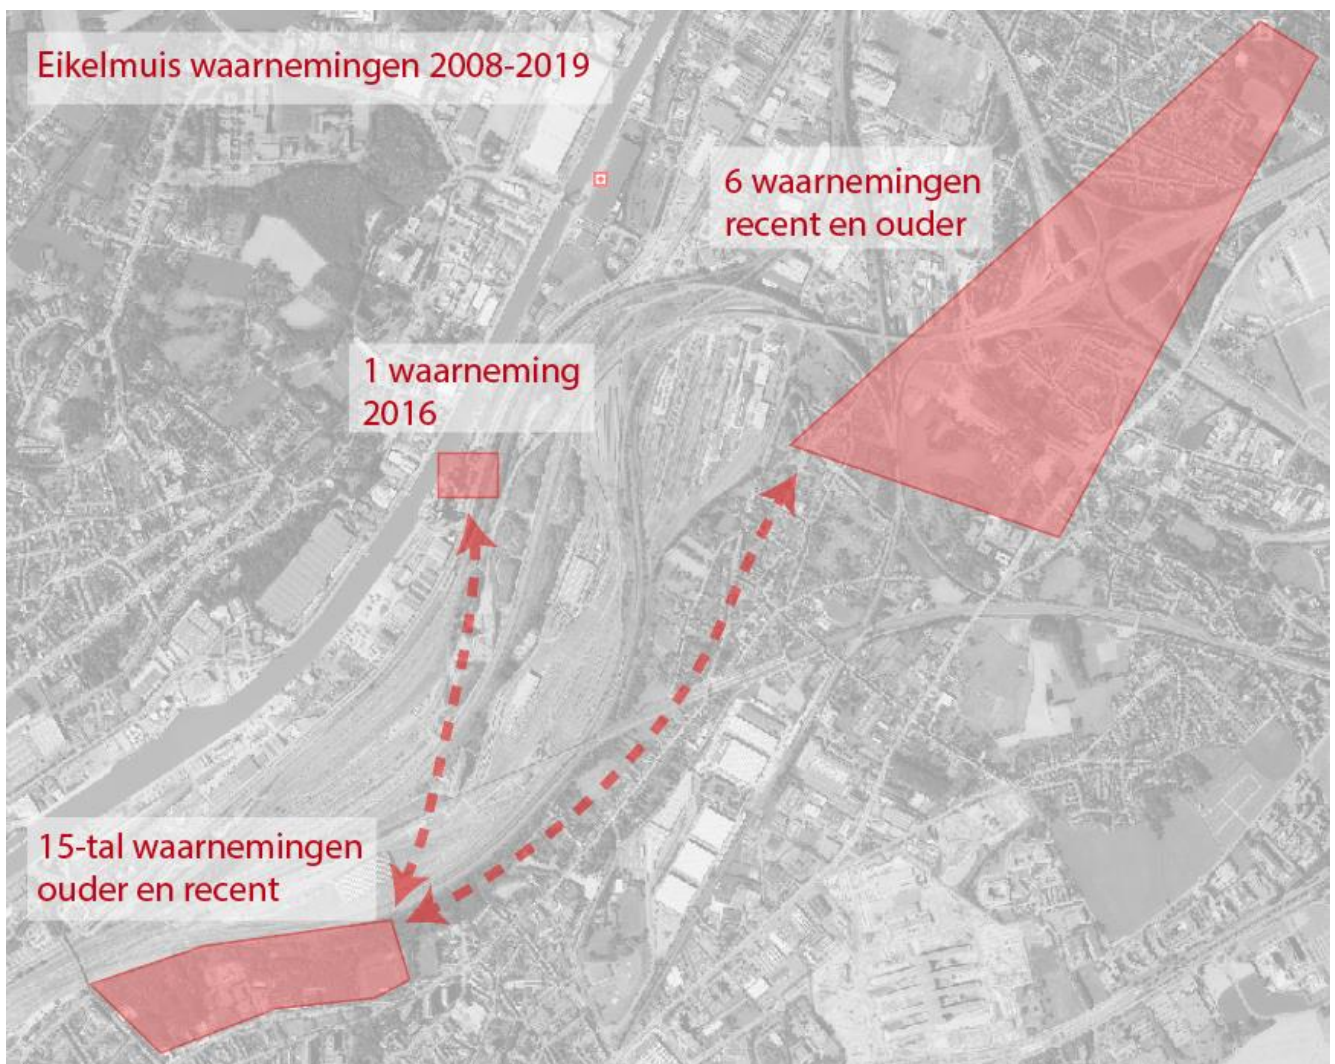 Eikelmuis waarnemingen 2008-2019
6 waarnemingen
recent en ouder
1 waarneming
2016
15-tal waarnemingen
ouder en recent